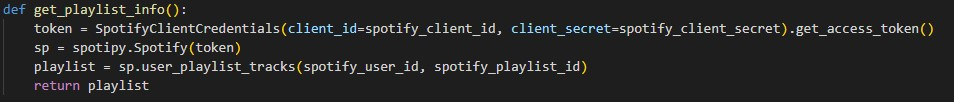 def get_playlist_info():
    token = SpotifyClientCredentials(client_id=spotify_client_id, client_secret=spotify_client_secret).get_access_token()
    sp = spotipy.Spotify(token)
    playlist = sp.user_playlist_tracks(spotify_user_id, spotify_playlist_id)
    return playlist